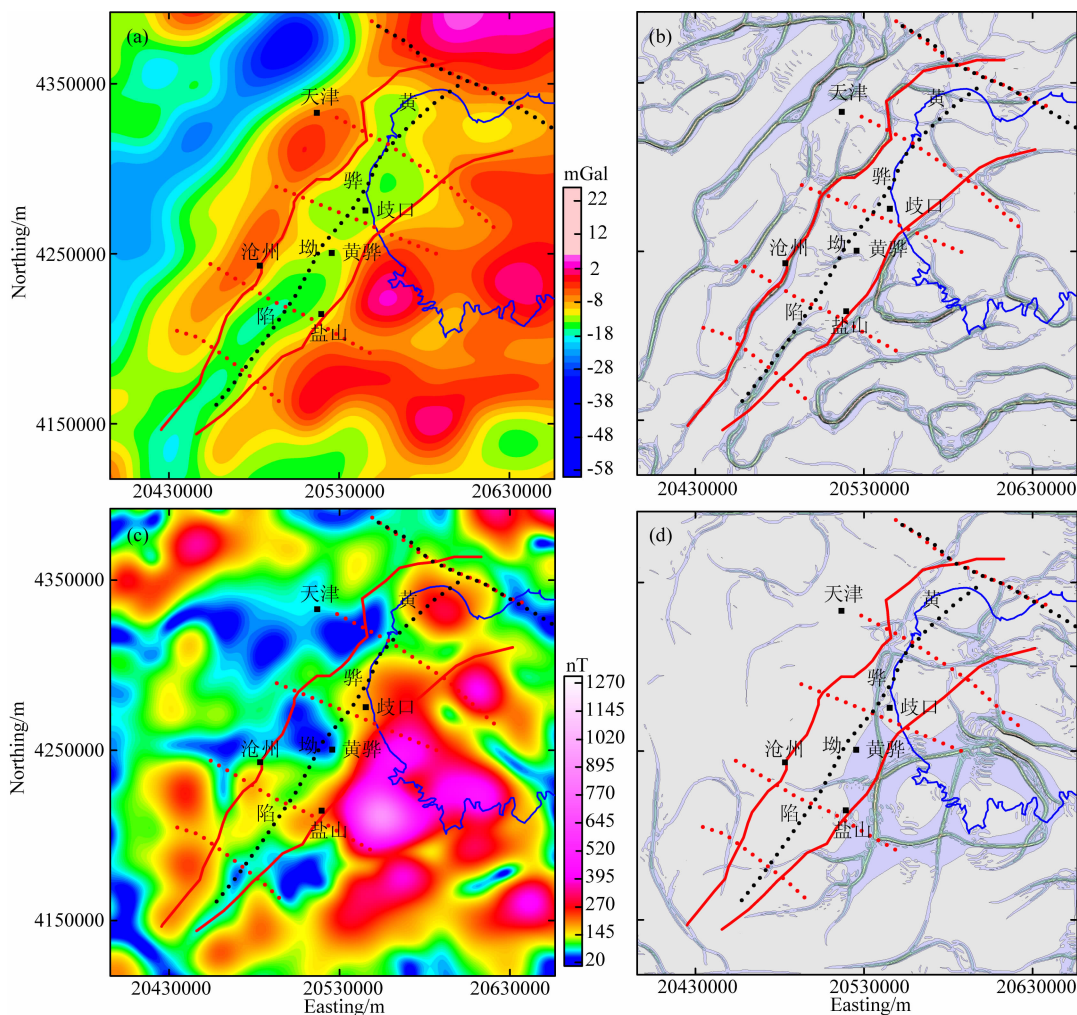 (a)
天津
黄
骅
歧口
沧州
坳
黄骅
陷
盐山
Northing/m
4350000
4250000
4150000
20430000
20530000
20630000
mGal
22
12
2
-8
-18
-28
-38
-48
-58
(b)
天津
黄
骅
歧口
沧州
坳
黄骅
陷
盐山
20430000
20530000
20630000
(c)
天津
黄
骅
歧口
沧州
坳
黄骅
陷
盐山
Northing/m
4350000
4250000
4150000
20430000
20530000
20630000
Easting/m
nT
1270
1145
1020
895
770
645
520
395
270
145
20
(d)
天津
黄
骅
歧口
沧州
坳
黄骅
陷
盐山
20430000
20530000
20630000
Easting/m